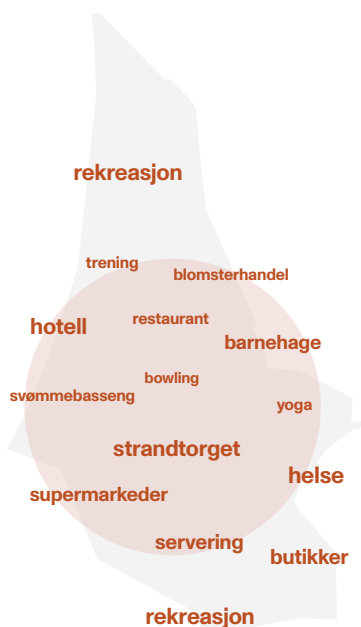 rekreasjon
trening
blomsterhandel
restaurant
hotell
barnehage
bowling
svømmebasseng
yoga
strandtorget
helse
supermarkeder
servering
butikker
rekreasjon